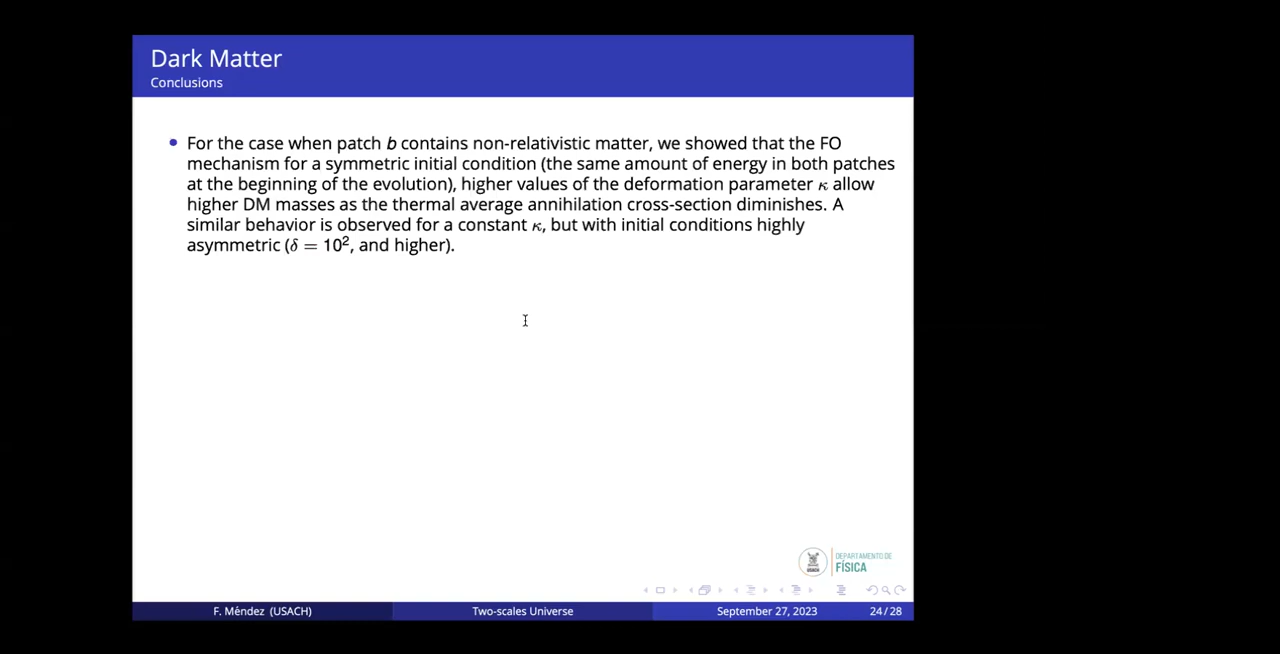 Dark Matter
Conclusions
• For the case when patch b contains non-relativistic matter, we showed that the FO
mechanism for a symmetric initial condition (the same amount of energy in both patches
at the beginning of the evolution), higher values of the deformation parameter κ allow
higher DM masses as the thermal average annihilation cross-section diminishes. A
similar behavior is observed for a constant κ, but with initial conditions highly
asymmetric (δ = 10², and higher).
USACH
DEPARTAMENTO DE
FÍSICA
F. Méndez (USACH) Two-scales Universe September 27, 2023 24 / 28